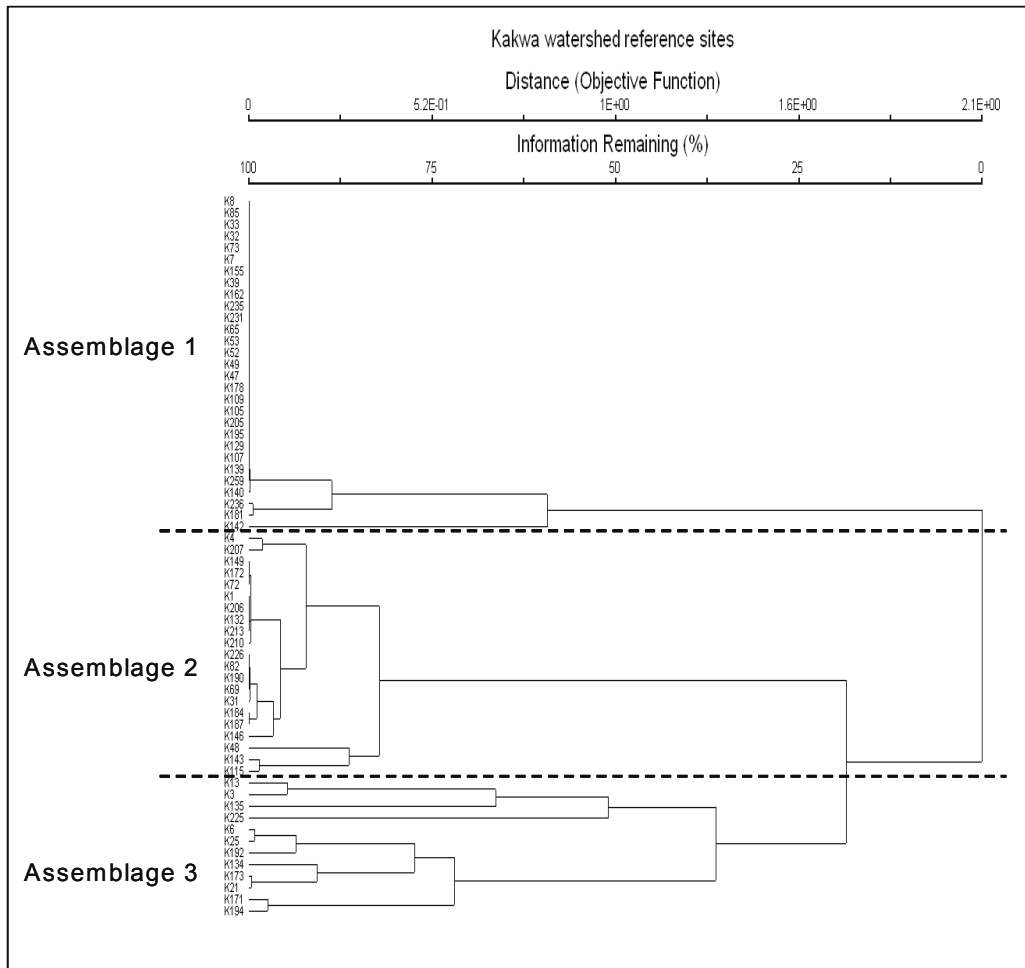 Kakwa watershed reference sites
Distance (Objective Function)
0 5.2E-01 1E+00 1.6E+00 2.1E+00
Information Remaining (%)
100 75 50 25 0
K8
K85
K33
K32
K73
K7
K155
K39
K162
K235
K231
K65
K53
Assemblage 1
K52
K49
K47
K178
K109
K105
K205
K195
K129
K107
K139
K259
K140
K236
K181
K142
K4
K207
K149
K172
K72
K1
K206
K132
K213
K210
K226
K82
Assemblage 2
K190
K69
K31
K184
K187
K146
K48
K143
K115
K13
K3
K135
K225
K6
K25
K192
K134
Assemblage 3
K173
K21
K171
K194